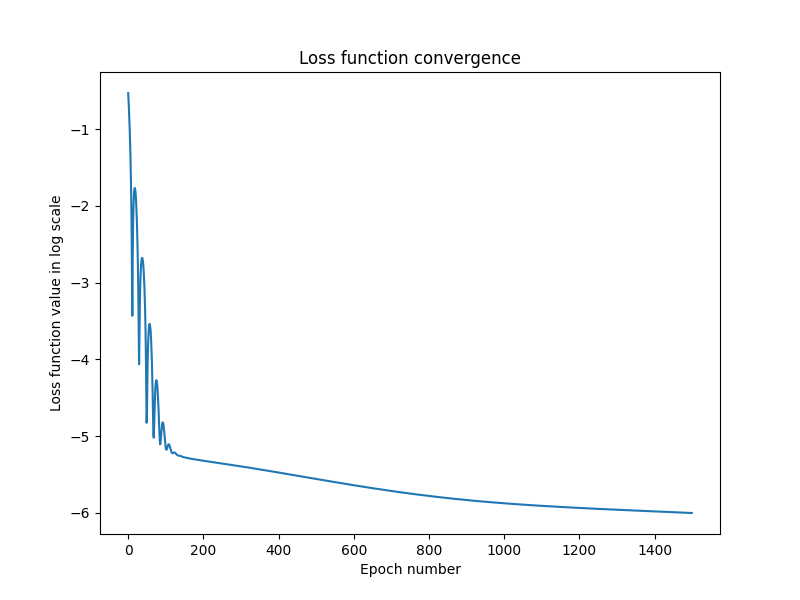 Loss function convergence
Loss function value in log scale
−1
−2
−3
−4
−5
−6
0 200 400 600 800 1000 1200 1400
Epoch number